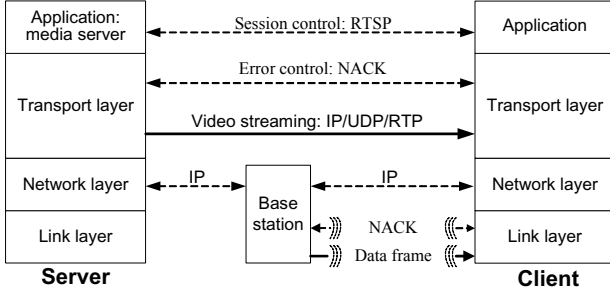 Application:
media server
Session control: RTSP
Application
Error control: NACK
Transport layer
Transport layer
Video streaming: IP/UDP/RTP
Network layer
IP
Base
station
IP
Network layer
NACK
Link layer
Data frame
Link layer
Server
Client